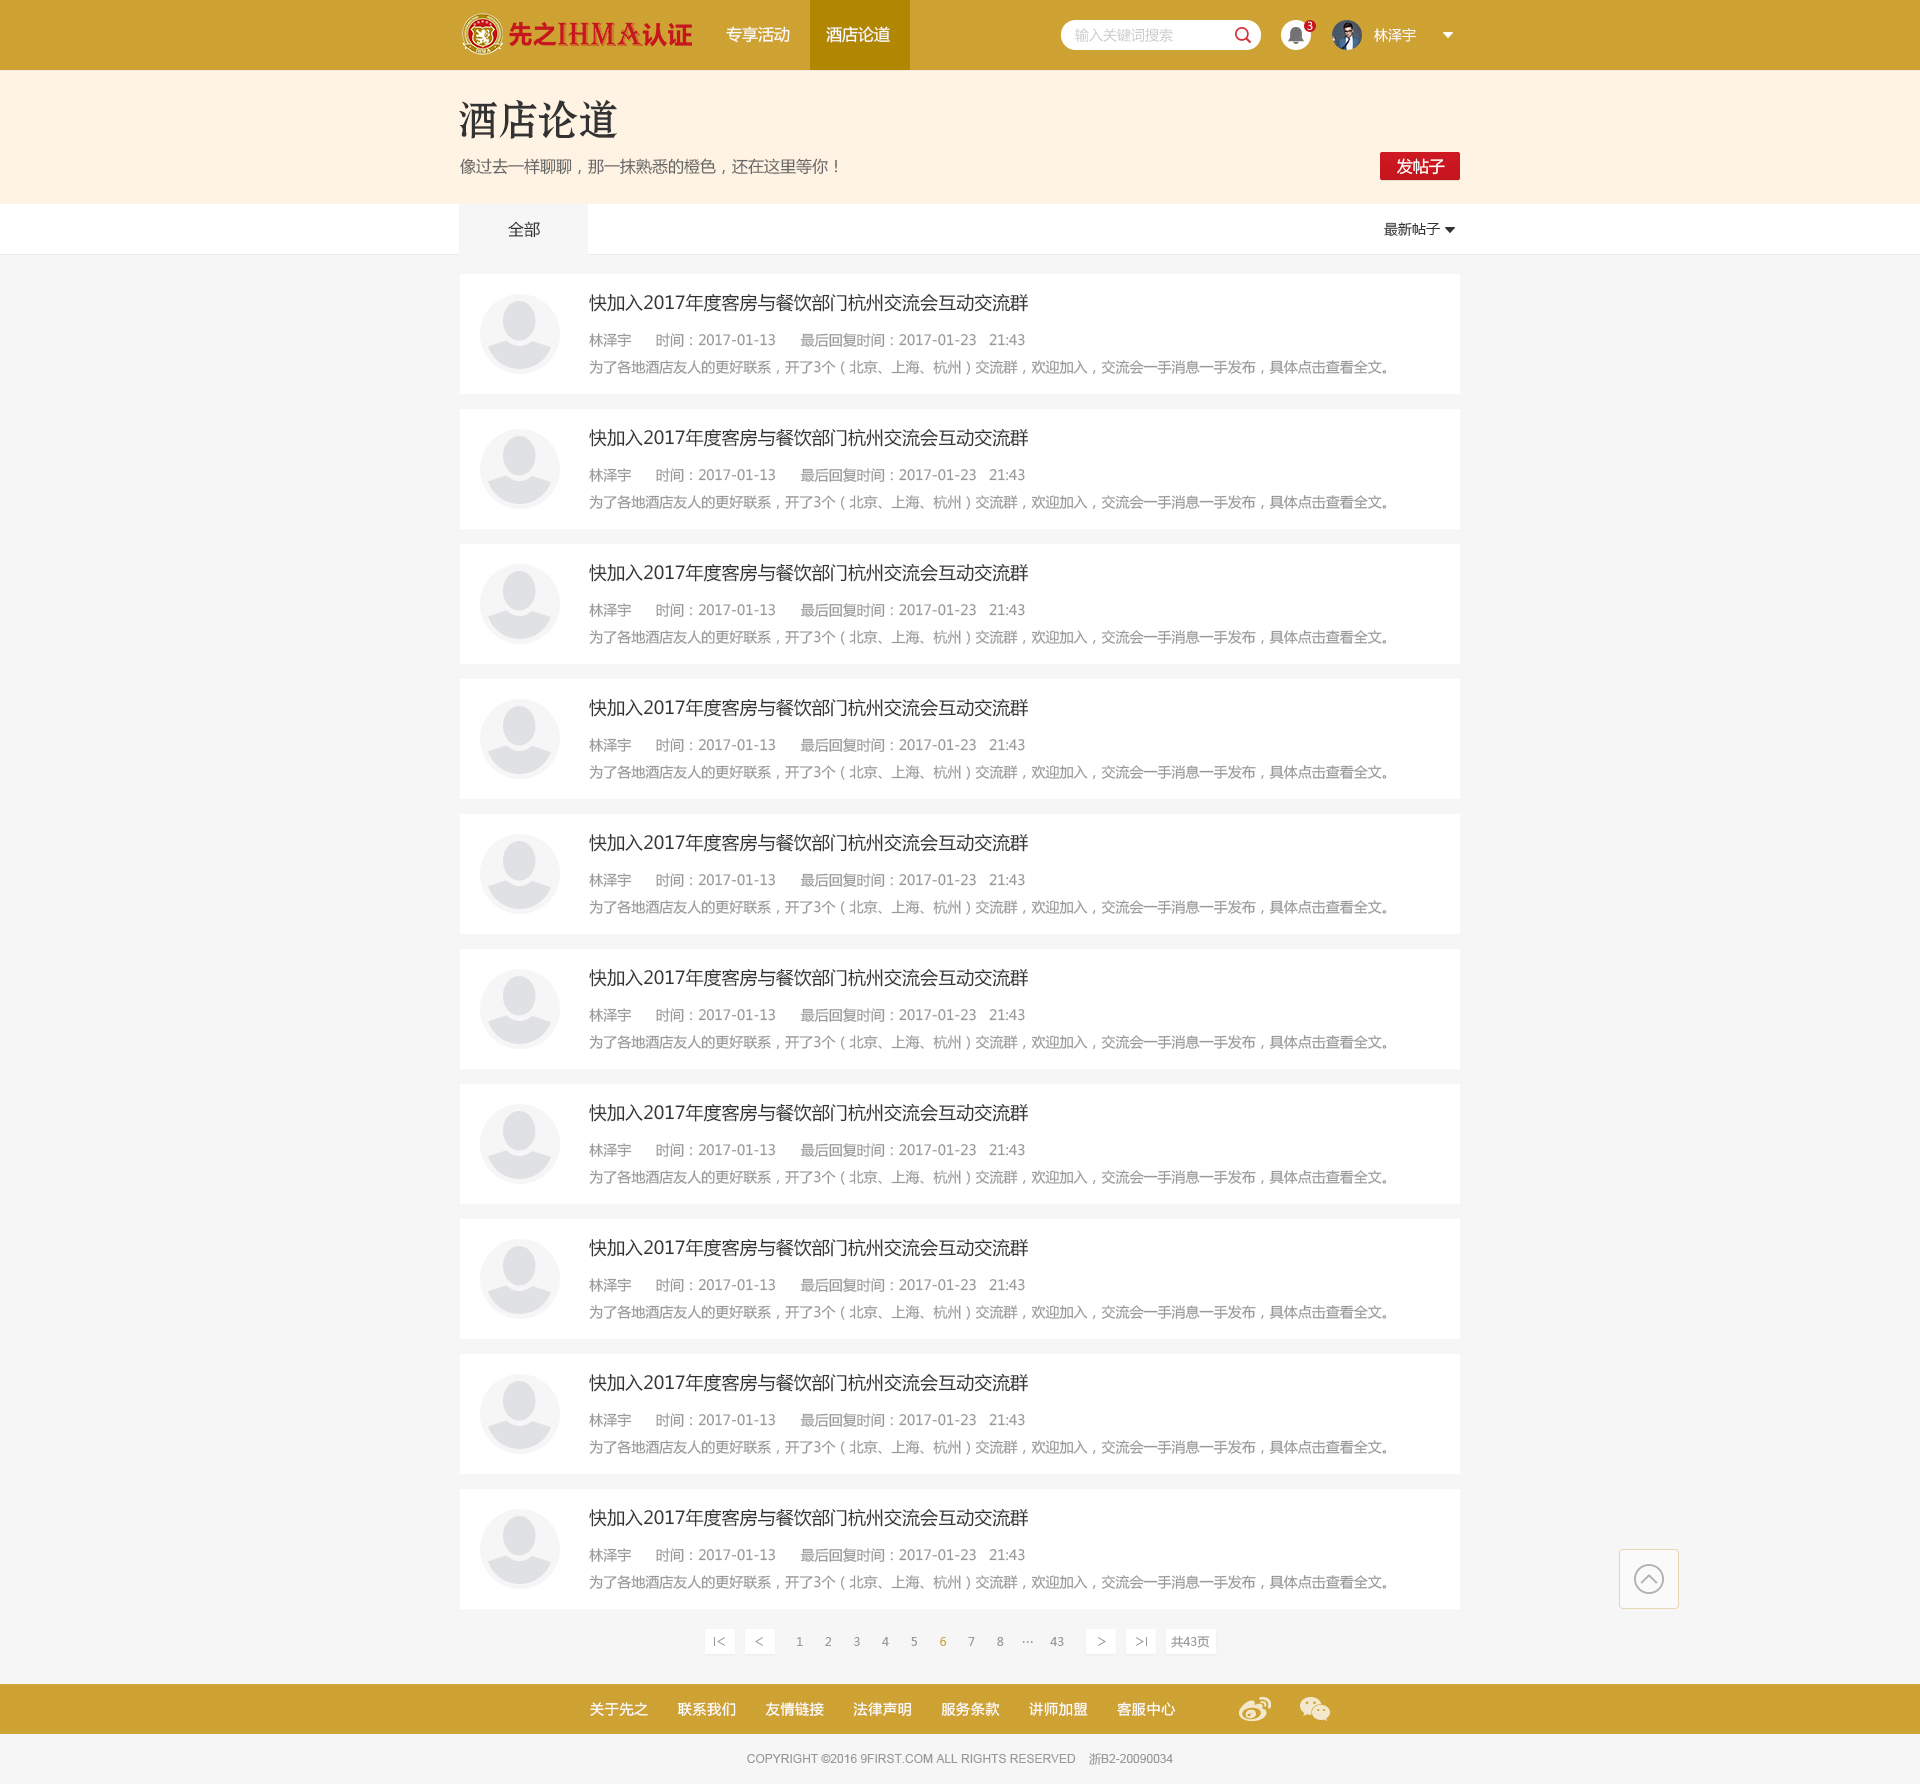 先之IHMA认证 专享活动 酒店论道 输入关键词搜索 3 林泽宇
酒店论道
像过去一样聊聊，那一抹熟悉的橙色，还在这里等你！ 发帖子
全部 最新帖子
快加入2017年度客房与餐饮部门杭州交流会互动交流群
林泽宇 时间：2017-01-13 最后回复时间：2017-01-23 21:43
为了各地酒店友人的更好联系，开了3个（北京、上海、杭州）交流群，欢迎加入，交流会一手消息一手发布，具体点击查看全文。
快加入2017年度客房与餐饮部门杭州交流会互动交流群
林泽宇 时间：2017-01-13 最后回复时间：2017-01-23 21:43
为了各地酒店友人的更好联系，开了3个（北京、上海、杭州）交流群，欢迎加入，交流会一手消息一手发布，具体点击查看全文。
快加入2017年度客房与餐饮部门杭州交流会互动交流群
林泽宇 时间：2017-01-13 最后回复时间：2017-01-23 21:43
为了各地酒店友人的更好联系，开了3个（北京、上海、杭州）交流群，欢迎加入，交流会一手消息一手发布，具体点击查看全文。
快加入2017年度客房与餐饮部门杭州交流会互动交流群
林泽宇 时间：2017-01-13 最后回复时间：2017-01-23 21:43
为了各地酒店友人的更好联系，开了3个（北京、上海、杭州）交流群，欢迎加入，交流会一手消息一手发布，具体点击查看全文。
快加入2017年度客房与餐饮部门杭州交流会互动交流群
林泽宇 时间：2017-01-13 最后回复时间：2017-01-23 21:43
为了各地酒店友人的更好联系，开了3个（北京、上海、杭州）交流群，欢迎加入，交流会一手消息一手发布，具体点击查看全文。
快加入2017年度客房与餐饮部门杭州交流会互动交流群
林泽宇 时间：2017-01-13 最后回复时间：2017-01-23 21:43
为了各地酒店友人的更好联系，开了3个（北京、上海、杭州）交流群，欢迎加入，交流会一手消息一手发布，具体点击查看全文。
快加入2017年度客房与餐饮部门杭州交流会互动交流群
林泽宇 时间：2017-01-13 最后回复时间：2017-01-23 21:43
为了各地酒店友人的更好联系，开了3个（北京、上海、杭州）交流群，欢迎加入，交流会一手消息一手发布，具体点击查看全文。
快加入2017年度客房与餐饮部门杭州交流会互动交流群
林泽宇 时间：2017-01-13 最后回复时间：2017-01-23 21:43
为了各地酒店友人的更好联系，开了3个（北京、上海、杭州）交流群，欢迎加入，交流会一手消息一手发布，具体点击查看全文。
快加入2017年度客房与餐饮部门杭州交流会互动交流群
林泽宇 时间：2017-01-13 最后回复时间：2017-01-23 21:43
为了各地酒店友人的更好联系，开了3个（北京、上海、杭州）交流群，欢迎加入，交流会一手消息一手发布，具体点击查看全文。
快加入2017年度客房与餐饮部门杭州交流会互动交流群
林泽宇 时间：2017-01-13 最后回复时间：2017-01-23 21:43
为了各地酒店友人的更好联系，开了3个（北京、上海、杭州）交流群，欢迎加入，交流会一手消息一手发布，具体点击查看全文。
|< < 1 2 3 4 5 6 7 8 ··· 43 > >| 共43页
关于先之 联系我们 友情链接 法律声明 服务条款 讲师加盟 客服中心
COPYRIGHT ©2016 9FIRST.COM ALL RIGHTS RESERVED 浙B2-20090034